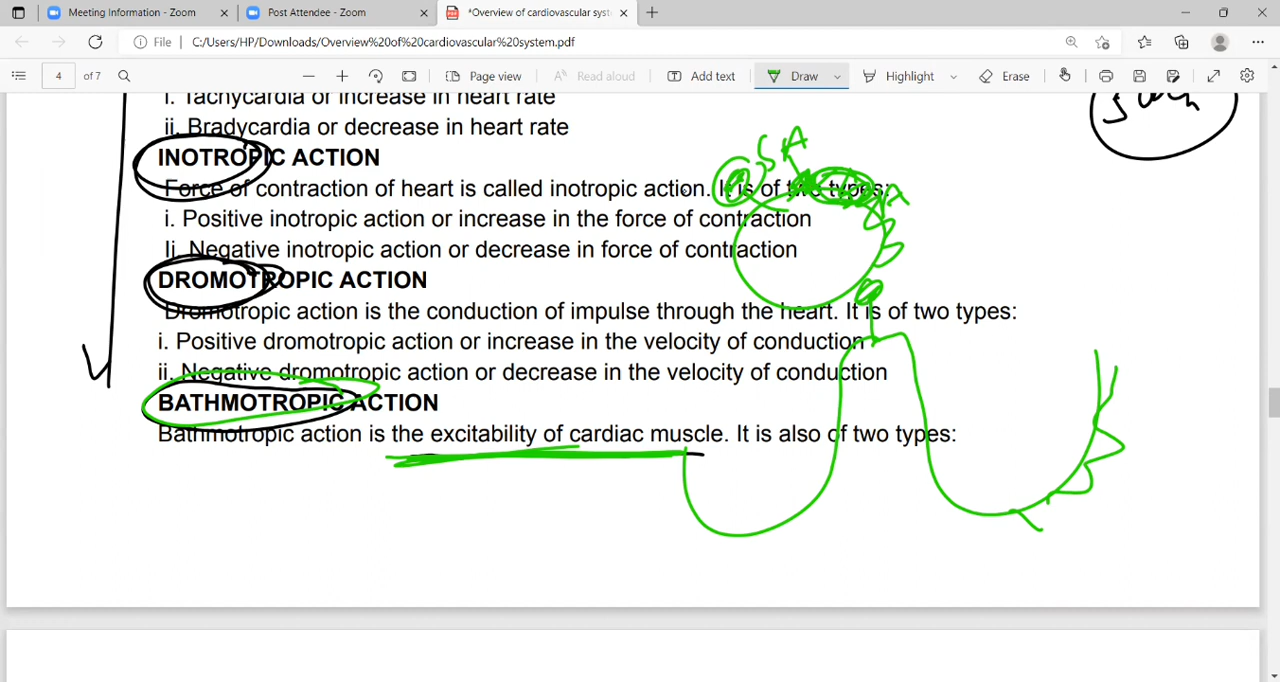 Meeting Information - Zoom
Post Attendee - Zoom
*Overview of cardiovascular syst
File | C:/Users/HP/Downloads/Overview%20of%20cardiovascular%20system.pdf
4 of 7
Page view
Read aloud
Add text
Draw
Highlight
Erase
i. Tachycardia or increase in heart rate
ii. Bradycardia or decrease in heart rate
SA
INOTROPIC ACTION
Force of contraction of heart is called inotropic action. It is of two types:
i. Positive inotropic action or increase in the force of contraction
Ii. Negative inotropic action or decrease in force of contraction
DROMOTROPIC ACTION
Dromotropic action is the conduction of impulse through the heart. It is of two types:
i. Positive dromotropic action or increase in the velocity of conduction
ii. Negative dromotropic action or decrease in the velocity of conduction
BATHMOTROPIC ACTION
Bathmotropic action is the excitability of cardiac muscle. It is also of two types: